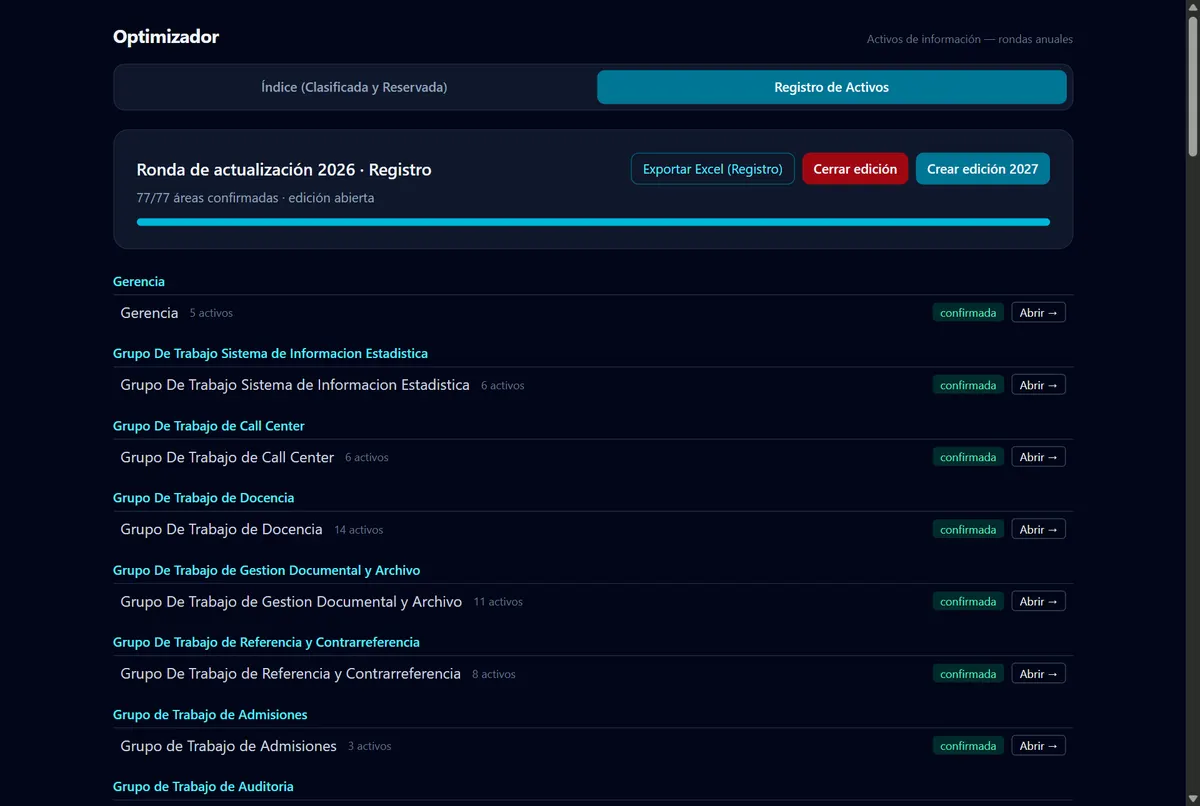 Optimizador
Activos de información — rondas anuales
Índice (Clasificada y Reservada)
Registro de Activos
Ronda de actualización 2026 · Registro
Exportar Excel (Registro)
Cerrar edición
Crear edición 2027
77/77 áreas confirmadas · edición abierta
Gerencia
Gerencia 5 activos confirmada Abrir →
Grupo De Trabajo Sistema de Informacion Estadistica
Grupo De Trabajo Sistema de Informacion Estadistica 6 activos confirmada Abrir →
Grupo De Trabajo de Call Center
Grupo De Trabajo de Call Center 6 activos confirmada Abrir →
Grupo De Trabajo de Docencia
Grupo De Trabajo de Docencia 14 activos confirmada Abrir →
Grupo De Trabajo de Gestion Documental y Archivo
Grupo De Trabajo de Gestion Documental y Archivo 11 activos confirmada Abrir →
Grupo De Trabajo de Referencia y Contrarreferencia
Grupo De Trabajo de Referencia y Contrarreferencia 8 activos confirmada Abrir →
Grupo de Trabajo de Admisiones
Grupo de Trabajo de Admisiones 3 activos confirmada Abrir →
Grupo de Trabajo de Auditoria